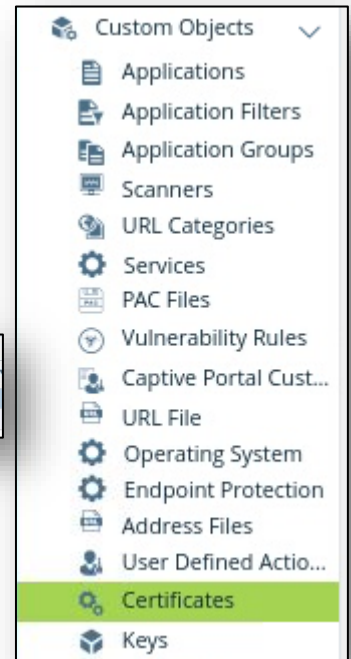 Custom Objects
Applications
Application Filters
Application Groups
Scanners
URL Categories
Services
PAC Files
Vulnerability Rules
Captive Portal Cust...
URL File
Operating System
Endpoint Protection
Address Files
User Defined Actio...
Certificates
Keys